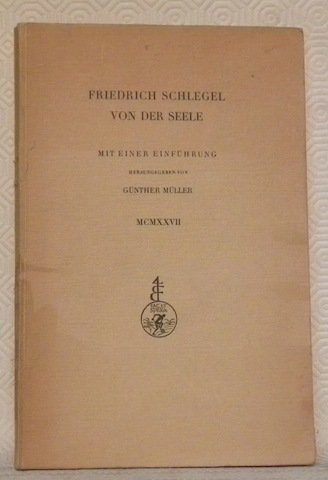 FRIEDRICH SCHLEGEL
VON DER SEELE
MIT EINER EINFÜHRUNG
HERAUSGEGEBEN VON
GÜNTHER MÜLLER
MCMXXVII